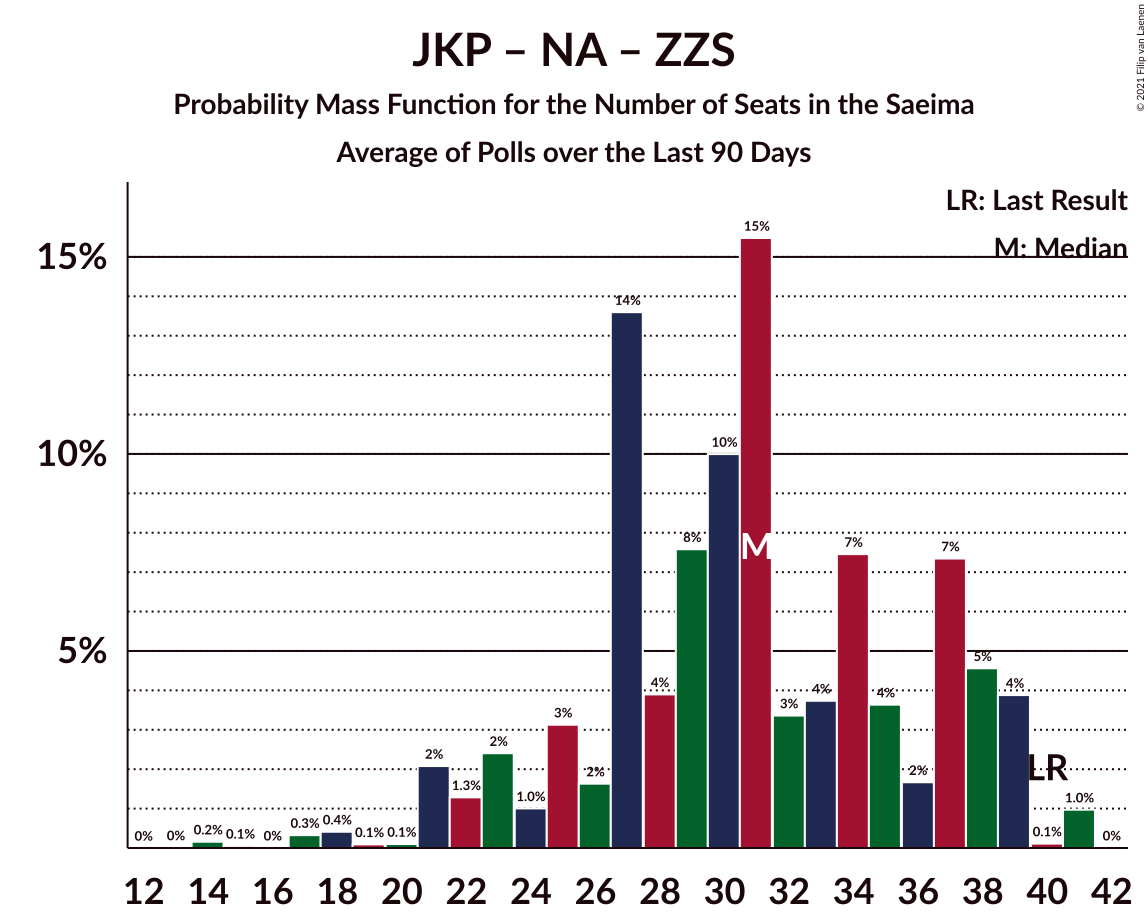 © 2021 Filip van Laenen
JKP – NA – ZZS
Probability Mass Function for the Number of Seats in the Saeima
Average of Polls over the Last 90 Days
LR: Last Result
M: Median
15%
10%
5%
0% 0% 0.2% 0.1% 0% 0.3% 0.4% 0.1% 0.1% 2% 1.3% 2% 1.0% 3% 2% 14% 4% 8% 10% 15% 3% 4% 7% 4% 2% 7% 5% 4% 0.1% 1.0% 0%
M
LR
12 14 16 18 20 22 24 26 28 30 32 34 36 38 40 42